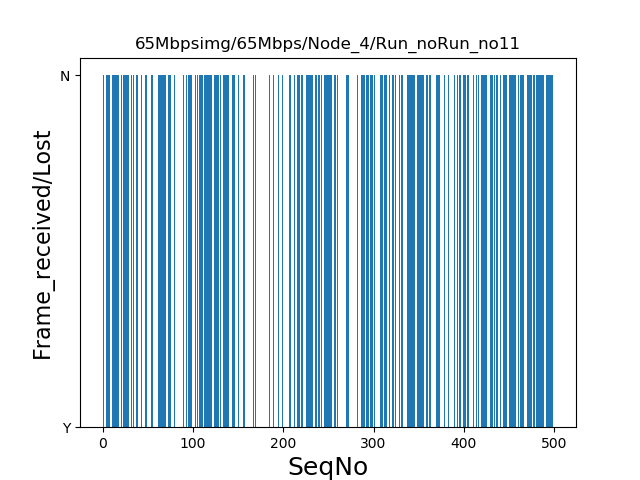 65Mbpsimg/65Mbps/Node_4/Run_noRun_no11
N
Frame_received/Lost
Y
0 100 200 300 400 500
SeqNo